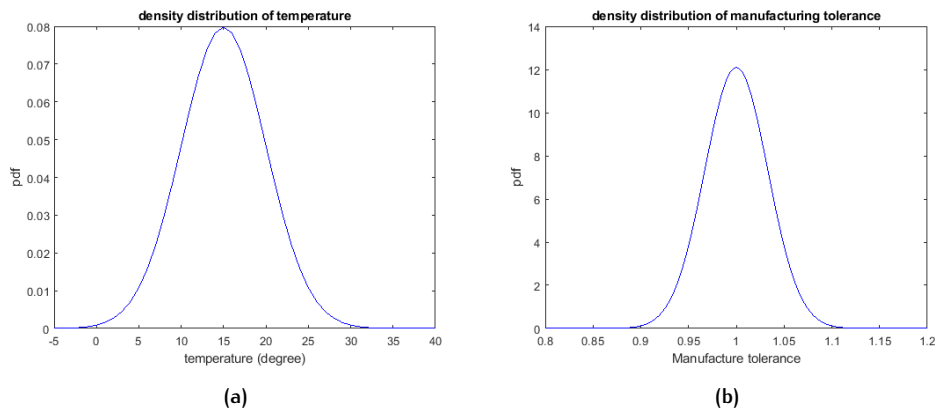 density distribution of temperature
0.08
0.07
0.06
0.05
0.04
0.03
0.02
0.01
0
pdf
-5 0 5 10 15 20 25 30 35 40
temperature (degree)
(a)
density distribution of manufacturing tolerance
14
12
10
8
6
4
2
0
pdf
0.8 0.85 0.9 0.95 1 1.05 1.1 1.15 1.2
Manufacture tolerance
(b)